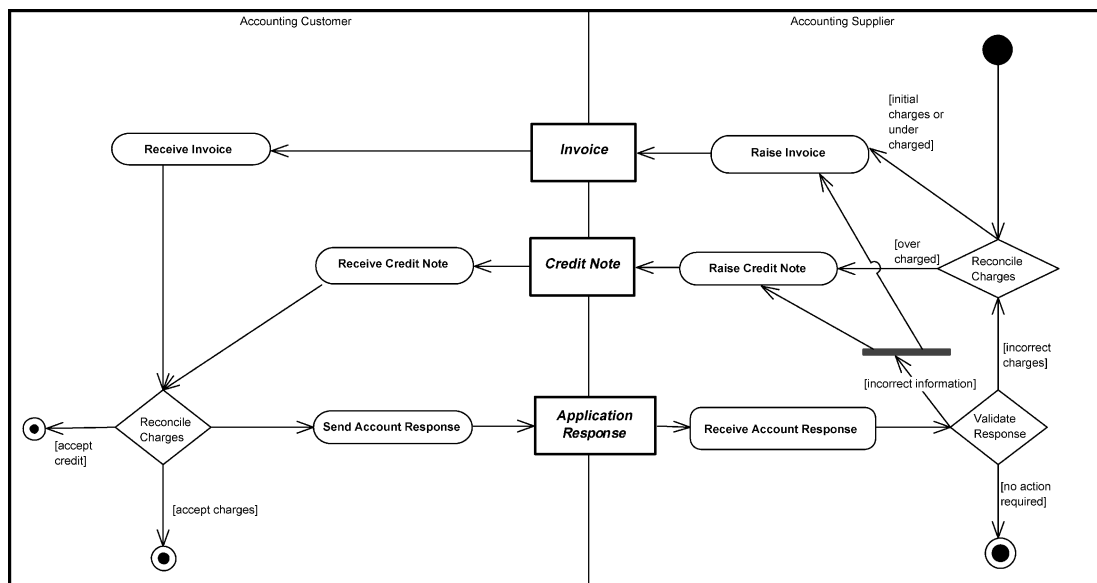 Accounting Customer
Accounting Supplier
[initial
charges or
under
charged]
Receive Invoice
Invoice
Raise Invoice
Receive Credit Note
Credit Note
Raise Credit Note
[over
charged]
Reconcile
Charges
[incorrect
charges]
[incorrect information]
Reconcile
Charges
Send Account Response
Application
Response
Receive Account Response
Validate
Response
[accept
credit]
[accept charges]
[no action
required]